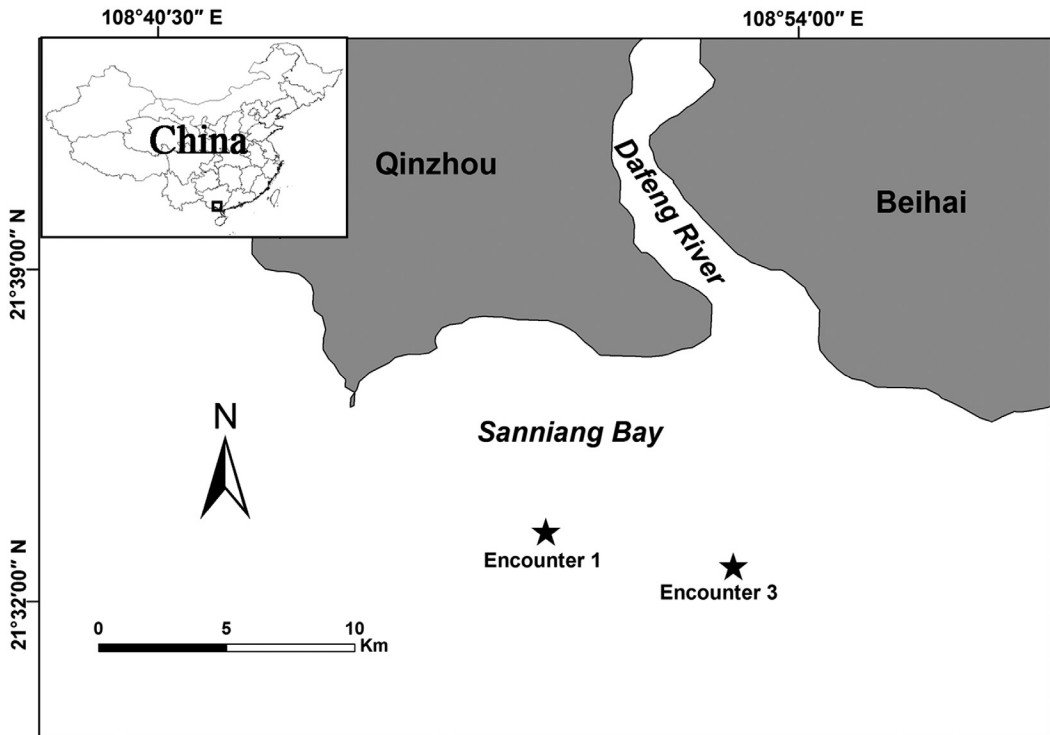 108°40′30″ E
108°54′00″ E
China
Qinzhou
Dafeng River
Beihai
21°39′00″ N
Sanniang Bay
N
Encounter 1
Encounter 3
21°32′00″ N
0 5 10
Km